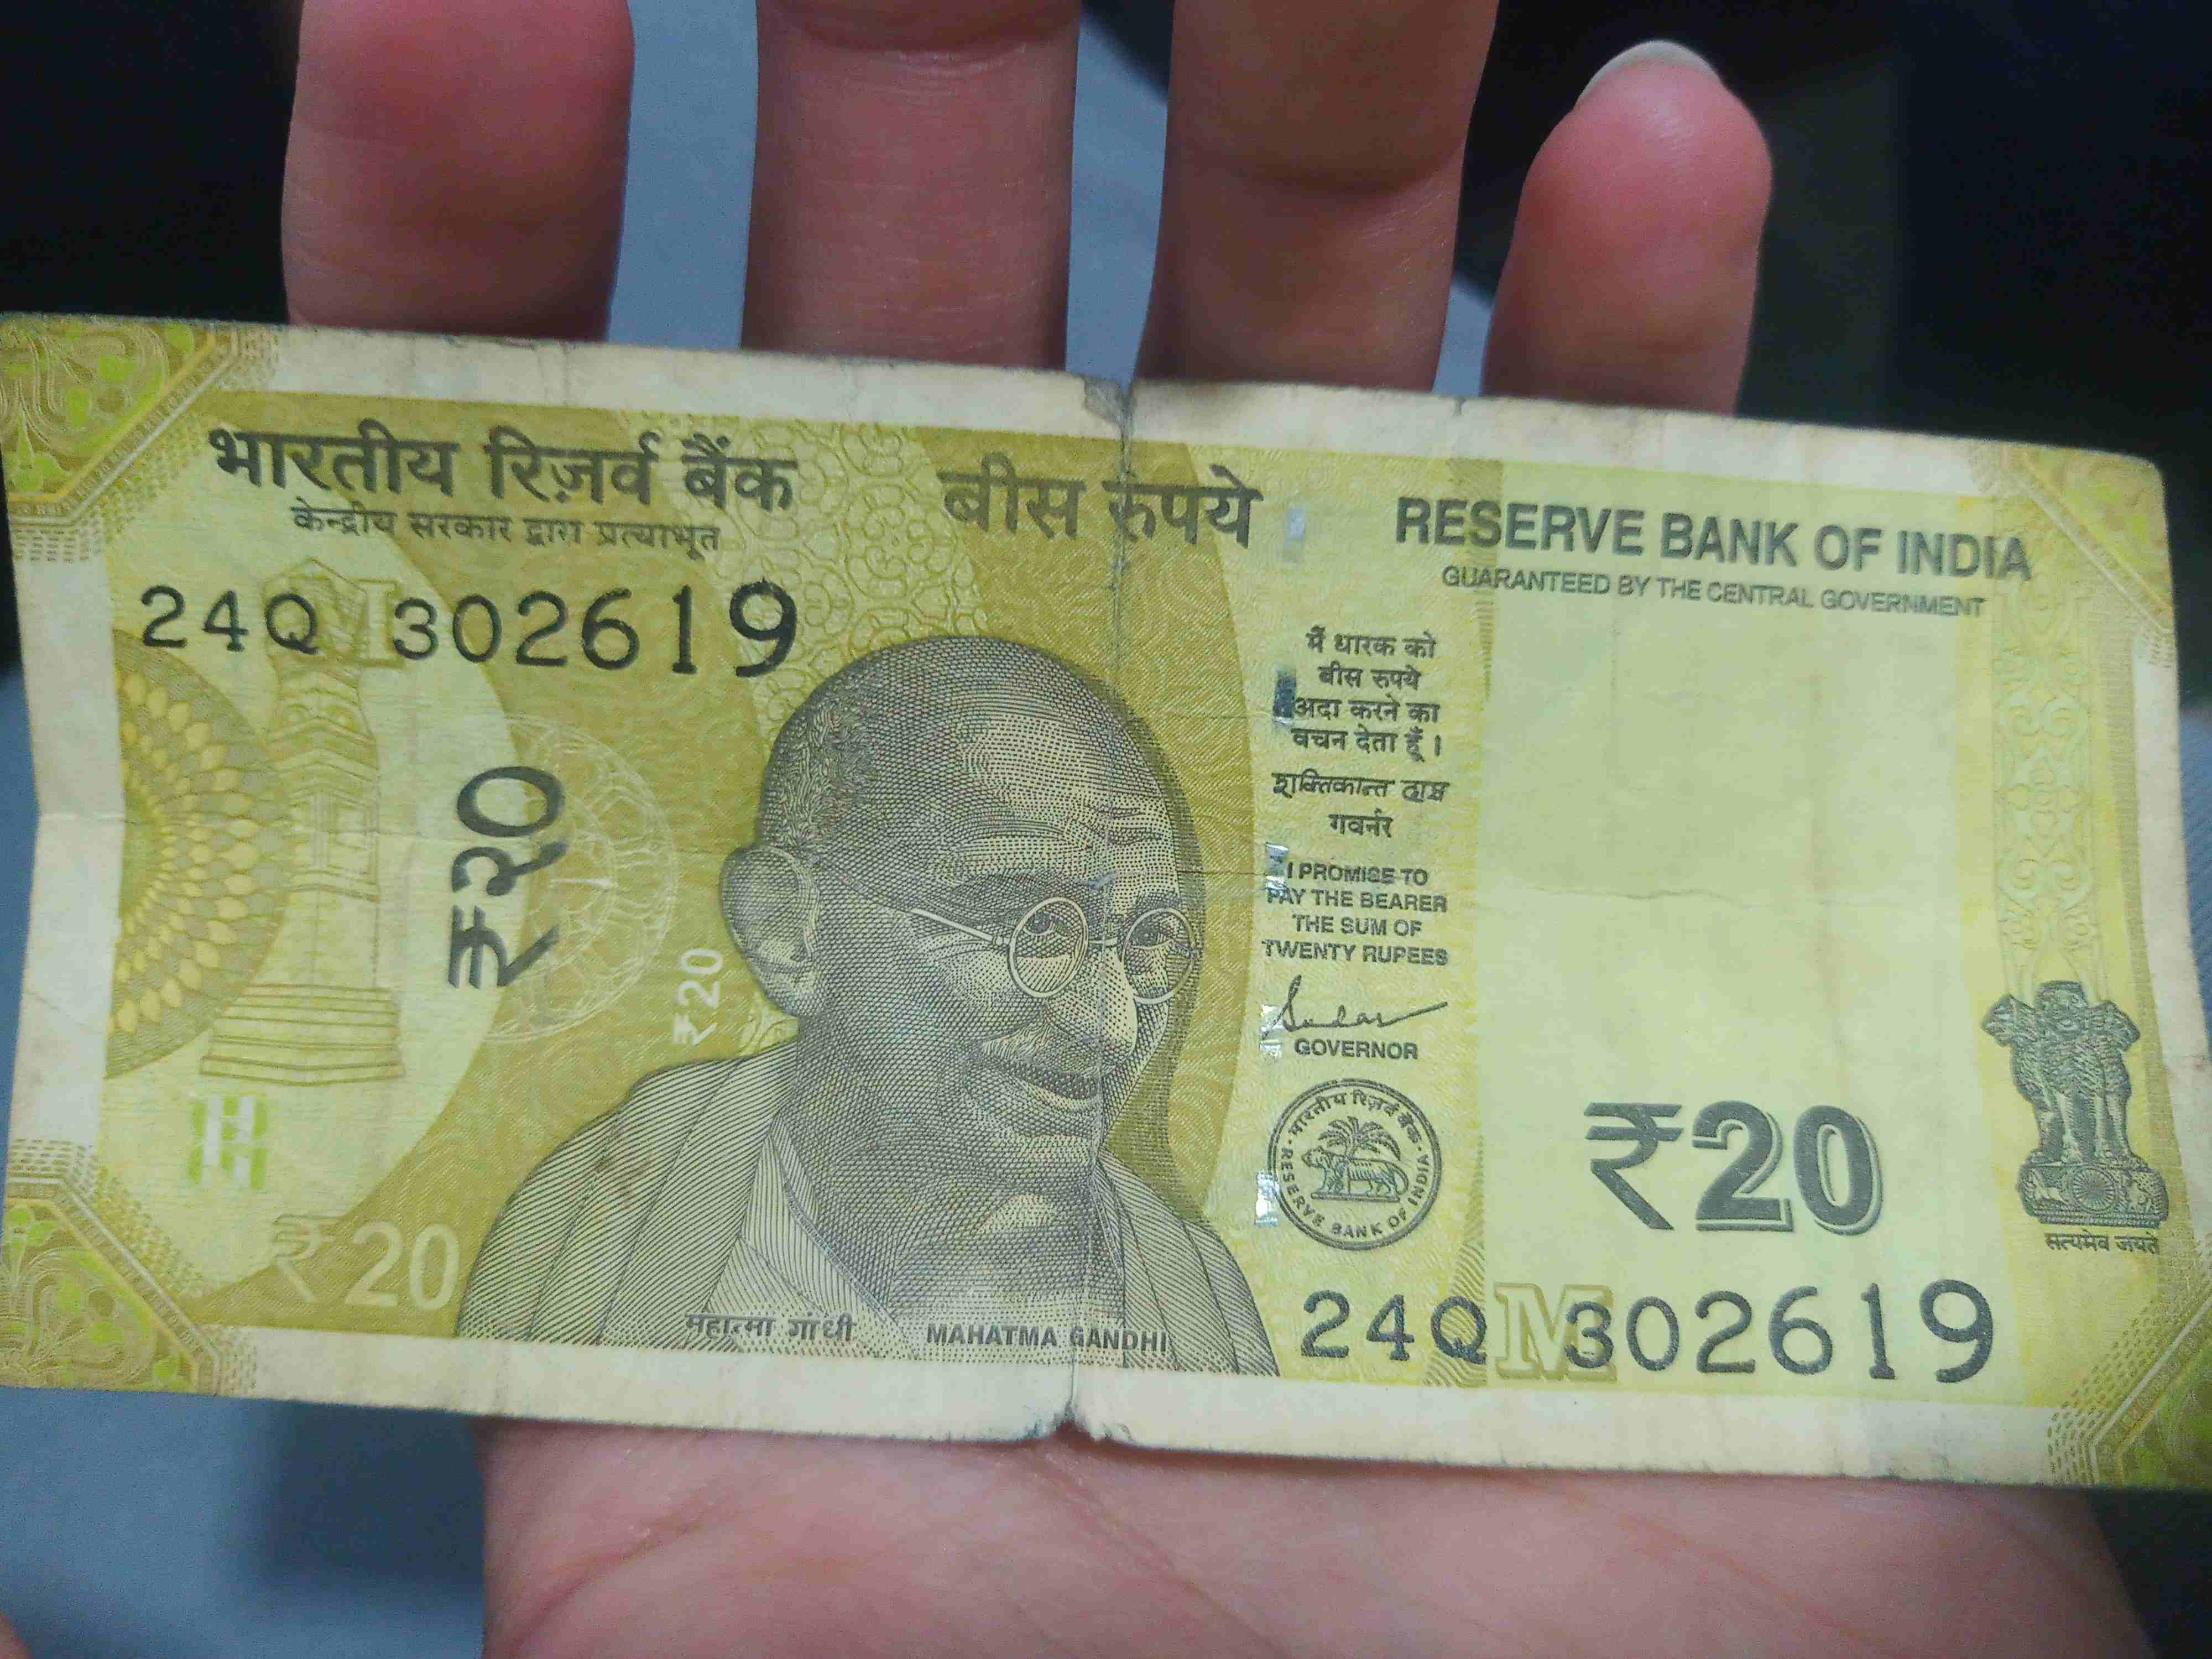 भारतीय रिज़र्व बैंक
केन्द्रीय सरकार द्वारा प्रत्याभूत
24Q 302619
बीस रुपये
RESERVE BANK OF INDIA
GUARANTEED BY THE CENTRAL GOVERNMENT
मैं धारक को
बीस रुपये
अदा करने का
वचन देता हूँ ।
शक्तिकान्त दास
गवर्नर
I PROMISE TO
PAY THE BEARER
THE SUM OF
TWENTY RUPEES
GOVERNOR
भारतीय रिज़र्व बैंक
RESERVE BANK OF INDIA
₹२०
₹20
₹20
₹20
सत्यमेव जयते
महात्मा गांधी
MAHATMA GANDHI
24Q M 302619